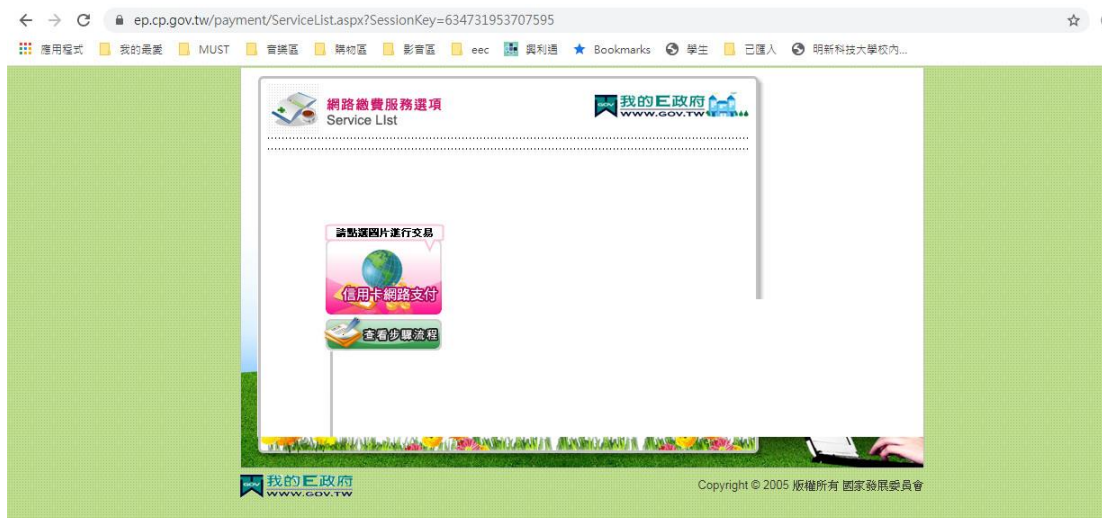 ep.cp.gov.tw/payment/ServiceList.aspx?SessionKey=634731953707595
應用程式 我的最愛 MUST 音樂區 購物區 影音區 eec 興利通 Bookmarks 學生 已匯入 明新科技大學校內...
網路繳費服務選項
Service LIst
我的E政府
WWW.GOV.TW
請點選圖片進行交易
信用卡網路支付
查看步驟流程
我的E政府
WWW.GOV.TW
Copyright © 2005 版權所有 國家發展委員會